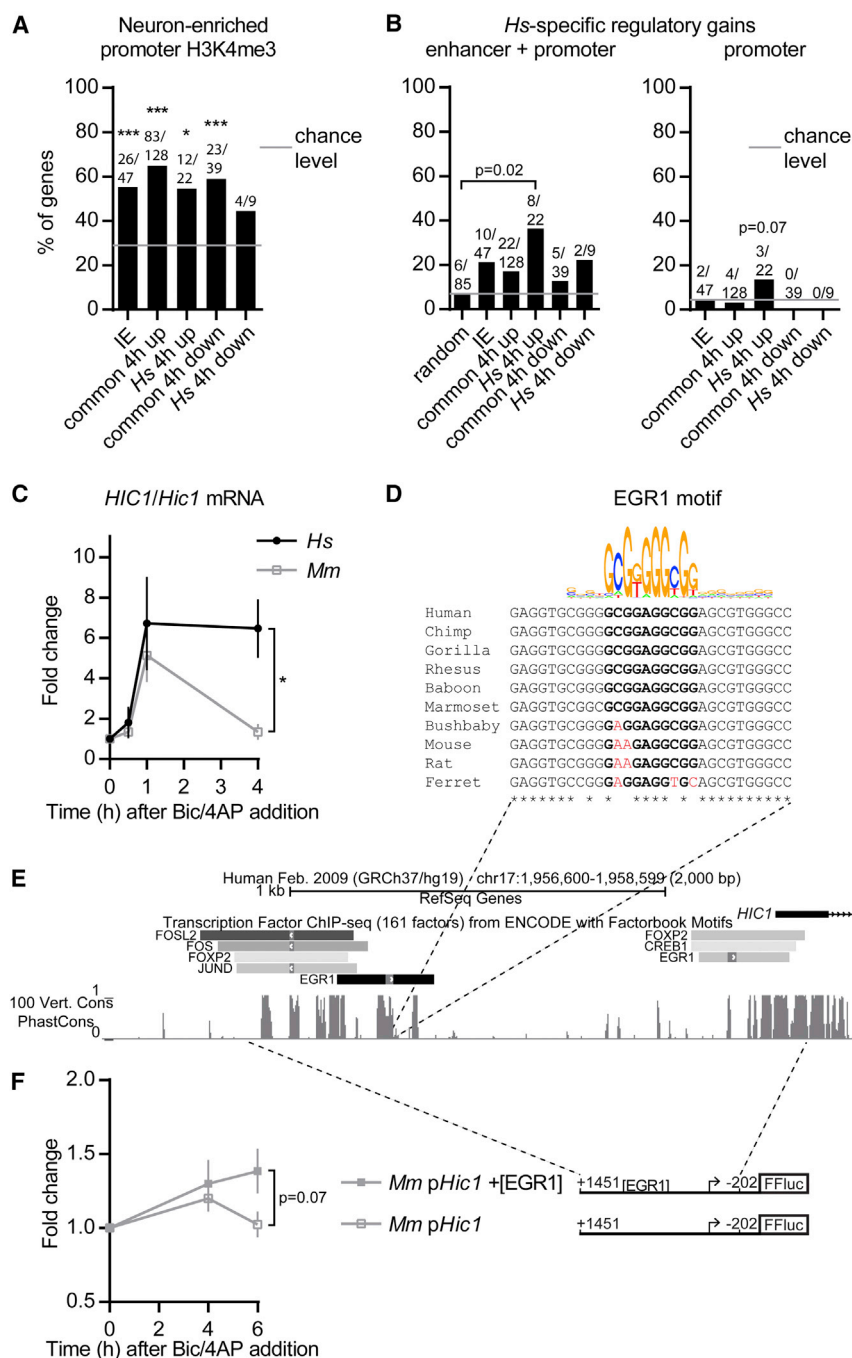 A
Neuron-enriched
promoter H3K4me3
% of genes
100
80
60
40
20
0
***
26/
47
***
83/
128
*
12/
22
***
23/
39
4/9
chance
level
IE
common 4h up
Hs 4h up
common 4h down
Hs 4h down
B
Hs-specific regulatory gains
enhancer + promoter
100
80
60
40
20
0
p=0.02
6/
85
10/
47
22/
128
8/
22
5/
39
2/9
random
IE
common 4h up
Hs 4h up
common 4h down
Hs 4h down
promoter
100
80
60
40
20
0
chance
level
p=0.07
2/
47
4/
128
3/
22
0/
39
0/9
IE
common 4h up
Hs 4h up
common 4h down
Hs 4h down
C
HIC1/Hic1 mRNA
Hs
Mm
Fold change
10
8
6
4
2
0
*
0 1 2 3 4
Time (h) after Bic/4AP addition
D
EGR1 motif
Human GAGGTGCGGGGCGGAGGCGGAGCGTGGGCC
Chimp GAGGTGCGGGGCGGAGGCGGAGCGTGGGCC
Gorilla GAGGTGCGGGGCGGAGGCGGAGCGTGGGCC
Rhesus GAGGTGCGGGGCGGAGGCGGAGCGTGGGCC
Baboon GAGGTGCGGGGCGGAGGCGGAGCGTGGGCC
Marmoset GAGGTGCGGCGCGGAGGCGGAGCGTGGGCC
Bushbaby GAGGTGCGGGGAGGAGGCGGAGCGTGGGCC
Mouse GAGGTGCGGGGAAGAGGCGGAGCGTGGGCC
Rat GAGGTGCGGGGAAGAGGCGGAGCGTGGGCC
Ferret GAGGTGCCGGGAGGAGGTGCAGCGTGGGCC
******* * * *** * *********
E
Human Feb. 2009 (GRCh37/hg19) chr17:1,956,600-1,958,599 (2,000 bp)
1 kb
RefSeq Genes
HIC1
Transcription Factor ChIP-seq (161 factors) from ENCODE with Factorbook Motifs
FOSL2
FOS
FOXP2
JUND
EGR1
FOXP2
CREB1
EGR1
100 Vert. Cons
PhastCons
1
0
F
Fold change
2.0
1.5
1.0
0.5
p=0.07
0 2 4 6
Time (h) after Bic/4AP addition
Mm pHic1 +[EGR1]
Mm pHic1
+1451 [EGR1] -202 FFluc
+1451 -202 FFluc